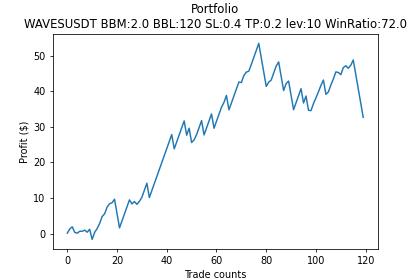 Portfolio
WAVESUSDT BBM:2.0 BBL:120 SL:0.4 TP:0.2 lev:10 WinRatio:72.0
50
40
30
20
10
0
Profit ($)
0 20 40 60 80 100 120
Trade counts